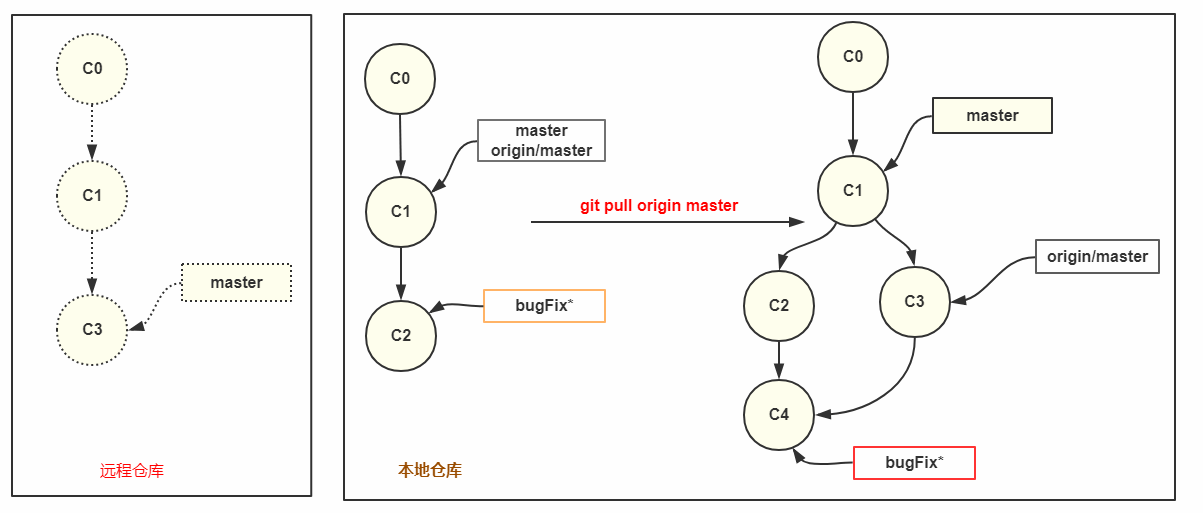 C0
C1
master
C3
远程仓库
C0
master
origin/master
C1
bugFix*
C2
本地仓库
git pull origin master
C0
master
C1
origin/master
C2
C3
C4
bugFix*